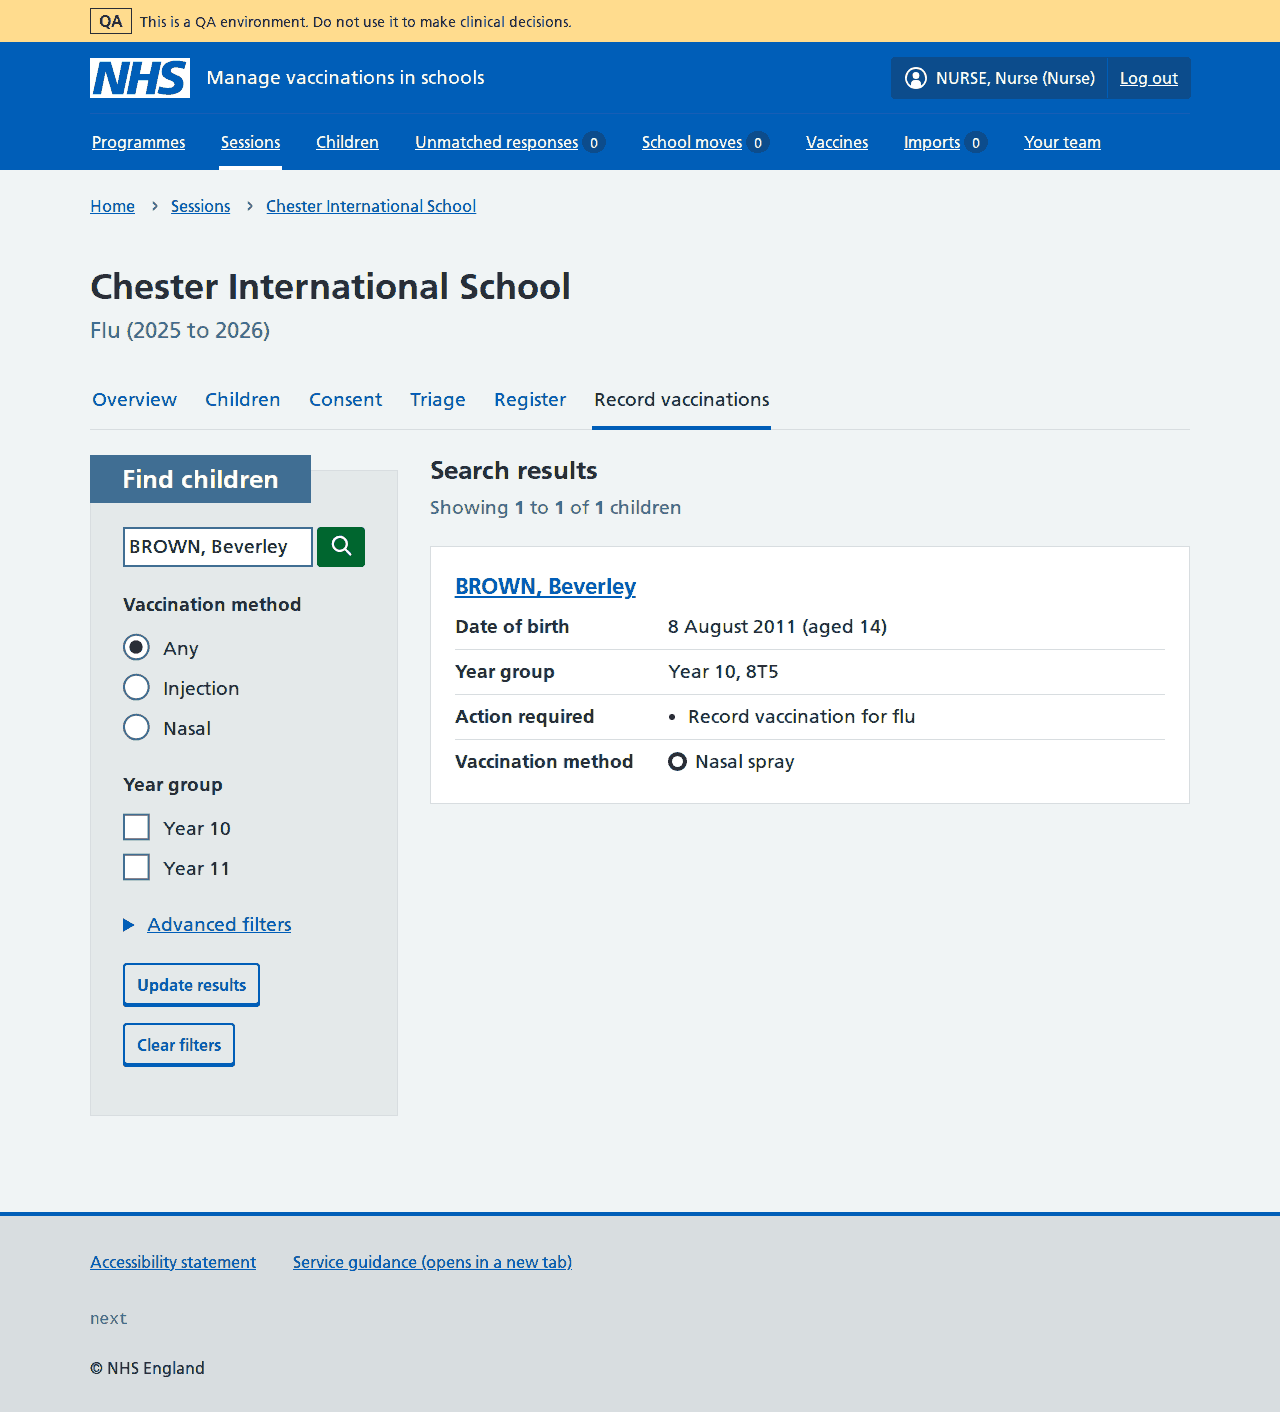 QA This is a QA environment. Do not use it to make clinical decisions.
NHS Manage vaccinations in schools NURSE, Nurse (Nurse) Log out
Programmes Sessions Children Unmatched responses 0 School moves 0 Vaccines Imports 0 Your team
Home Sessions Chester International School
Chester International School
Flu (2025 to 2026)
Overview Children Consent Triage Register Record vaccinations
Find children
BROWN, Beverley
Vaccination method
Any
Injection
Nasal
Year group
Year 10
Year 11
Advanced filters
Update results
Clear filters
Search results
Showing 1 to 1 of 1 children
BROWN, Beverley
Date of birth 8 August 2011 (aged 14)
Year group Year 10, 8T5
Action required • Record vaccination for flu
Vaccination method Nasal spray
Accessibility statement Service guidance (opens in a new tab)
next
© NHS England